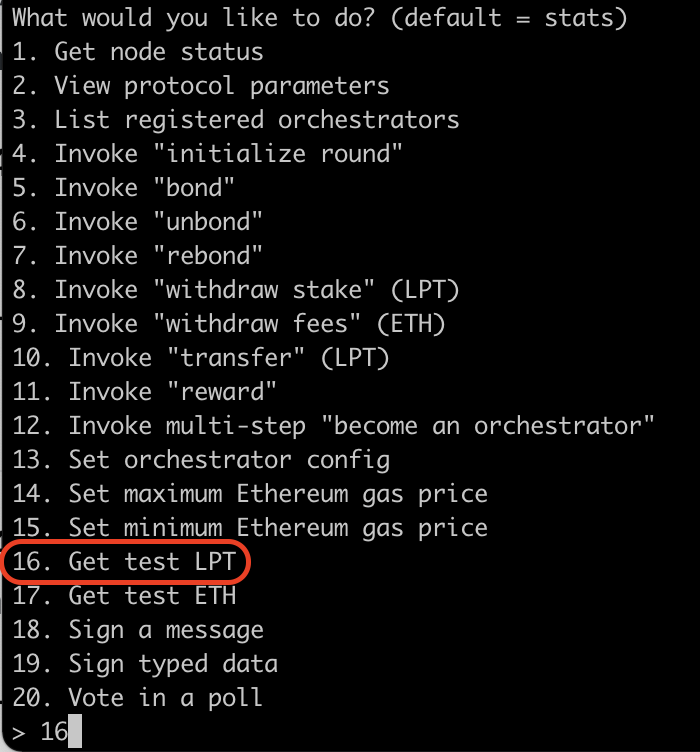 What would you like to do? (default = stats)
1. Get node status
2. View protocol parameters
3. List registered orchestrators
4. Invoke "initialize round"
5. Invoke "bond"
6. Invoke "unbond"
7. Invoke "rebond"
8. Invoke "withdraw stake" (LPT)
9. Invoke "withdraw fees" (ETH)
10. Invoke "transfer" (LPT)
11. Invoke "reward"
12. Invoke multi-step "become an orchestrator"
13. Set orchestrator config
14. Set maximum Ethereum gas price
15. Set minimum Ethereum gas price
16. Get test LPT
17. Get test ETH
18. Sign a message
19. Sign typed data
20. Vote in a poll
> 16